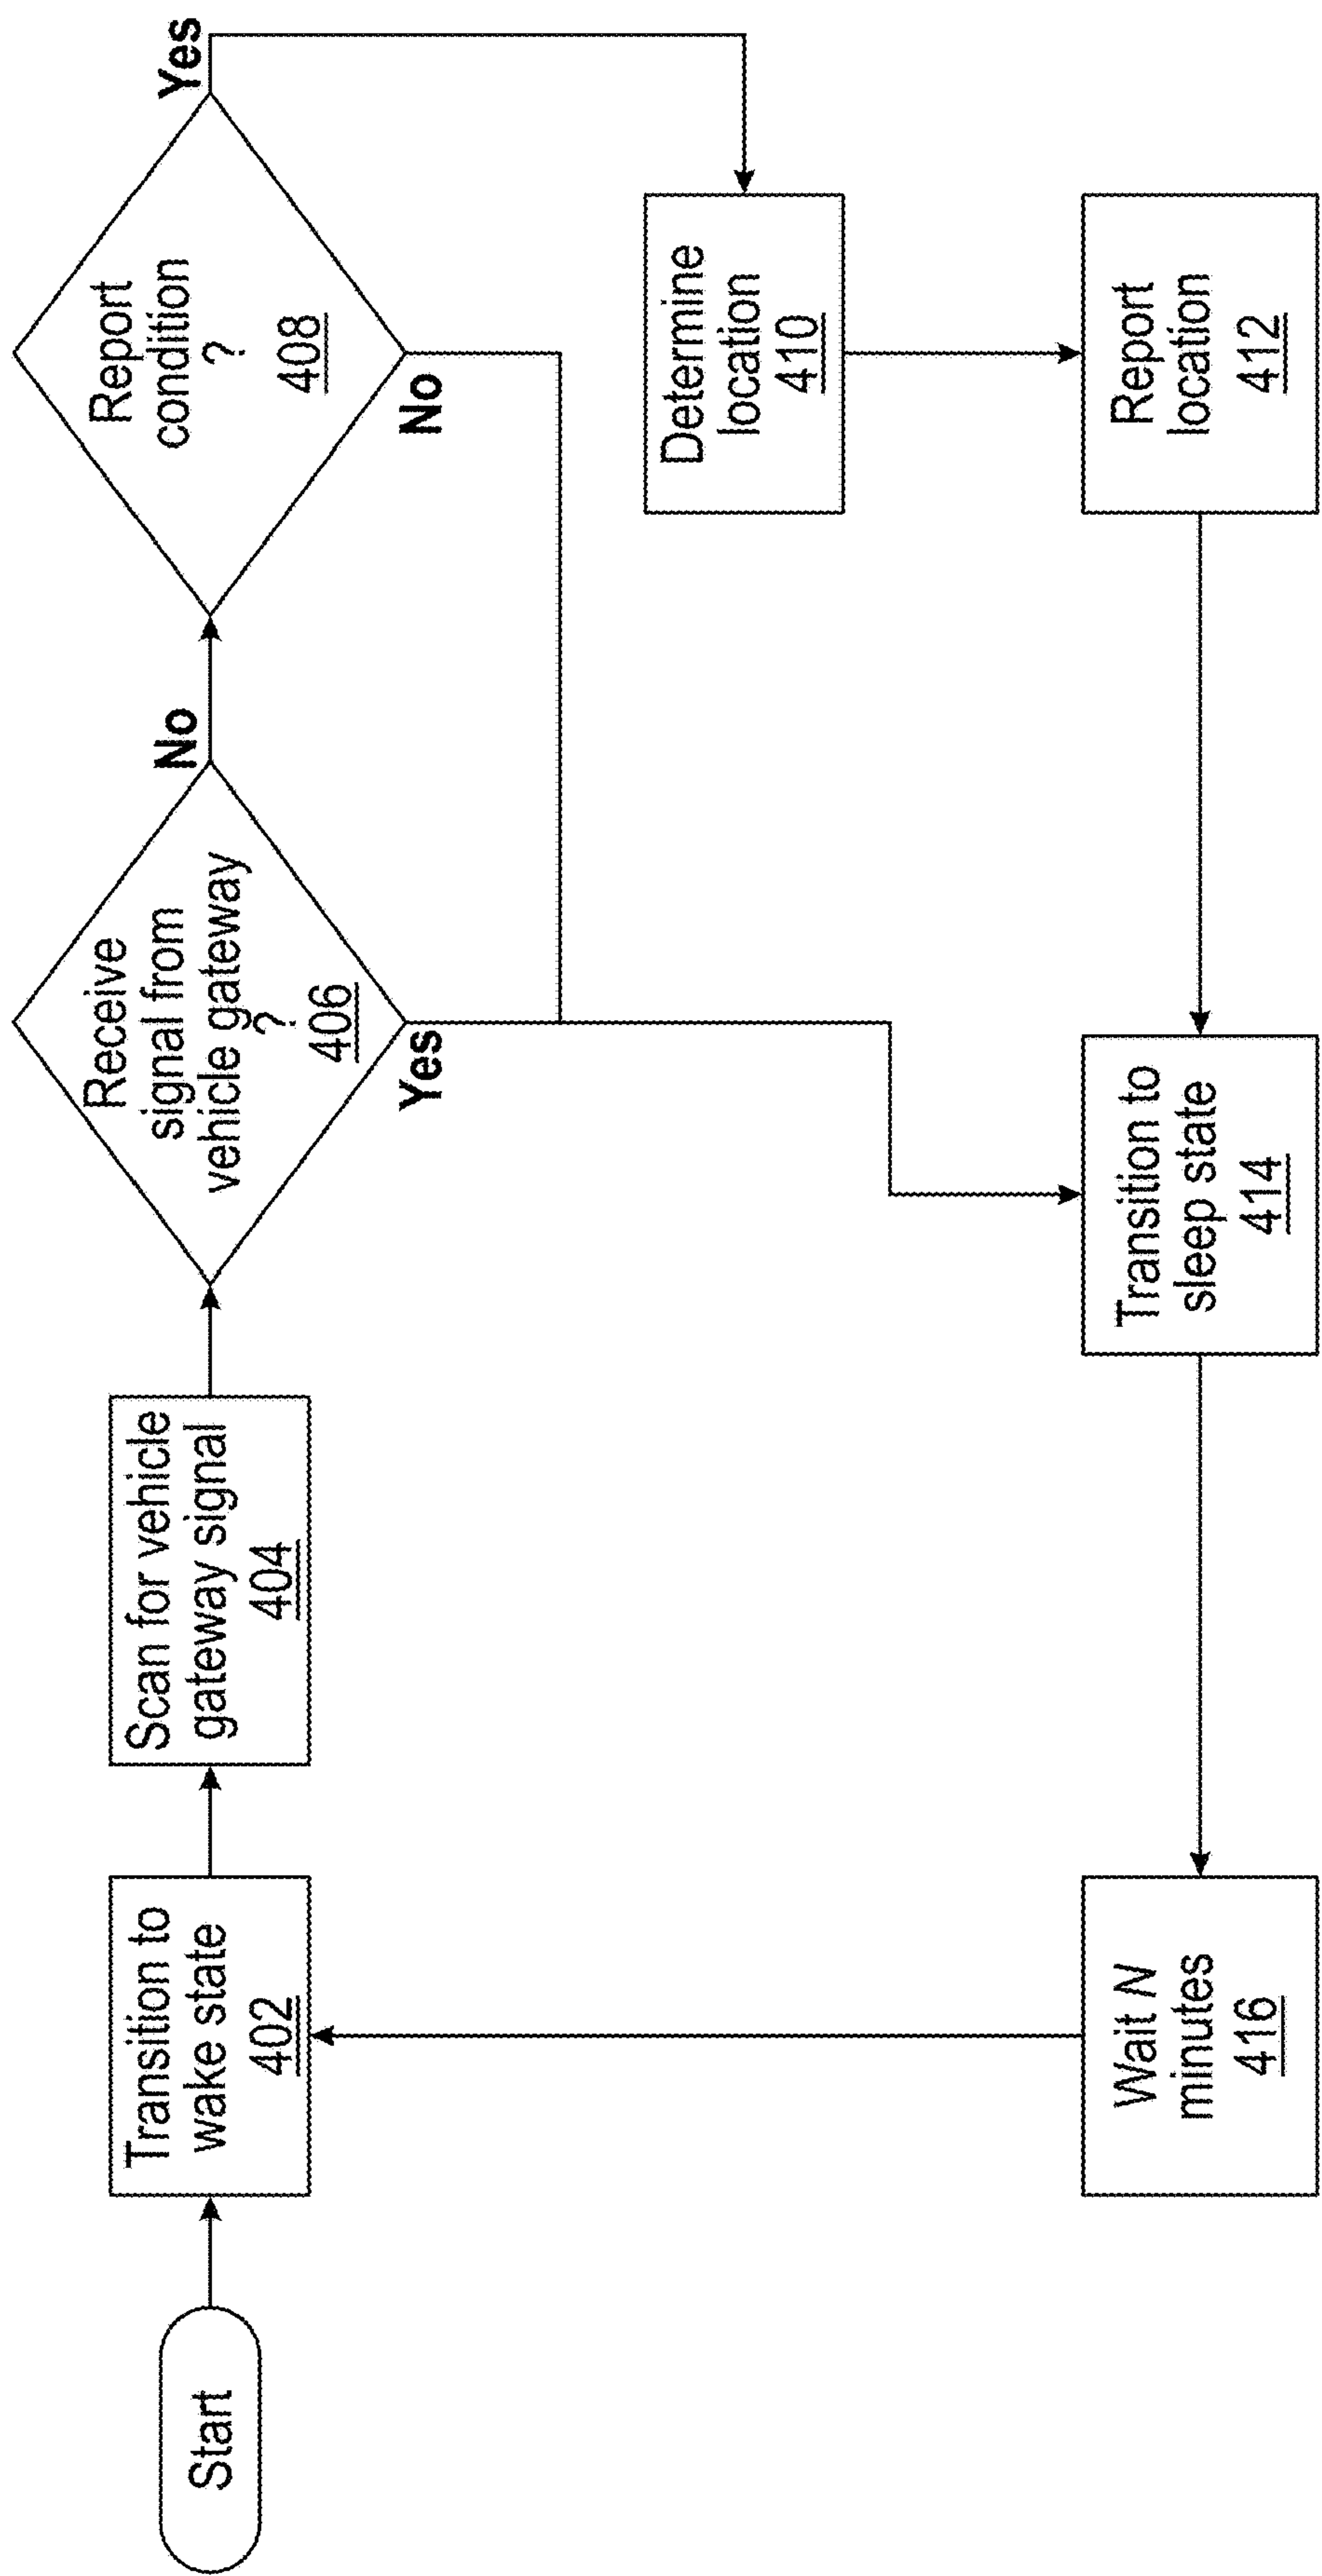 Start
Transition to
wake state
402
Scan for vehicle
gateway signal
404
Receive
signal from
vehicle gateway
?
406
Yes
No
Report
condition
?
408
No
Yes
Determine
location
410
Report
location
412
Transition to
sleep state
414
Wait N
minutes
416